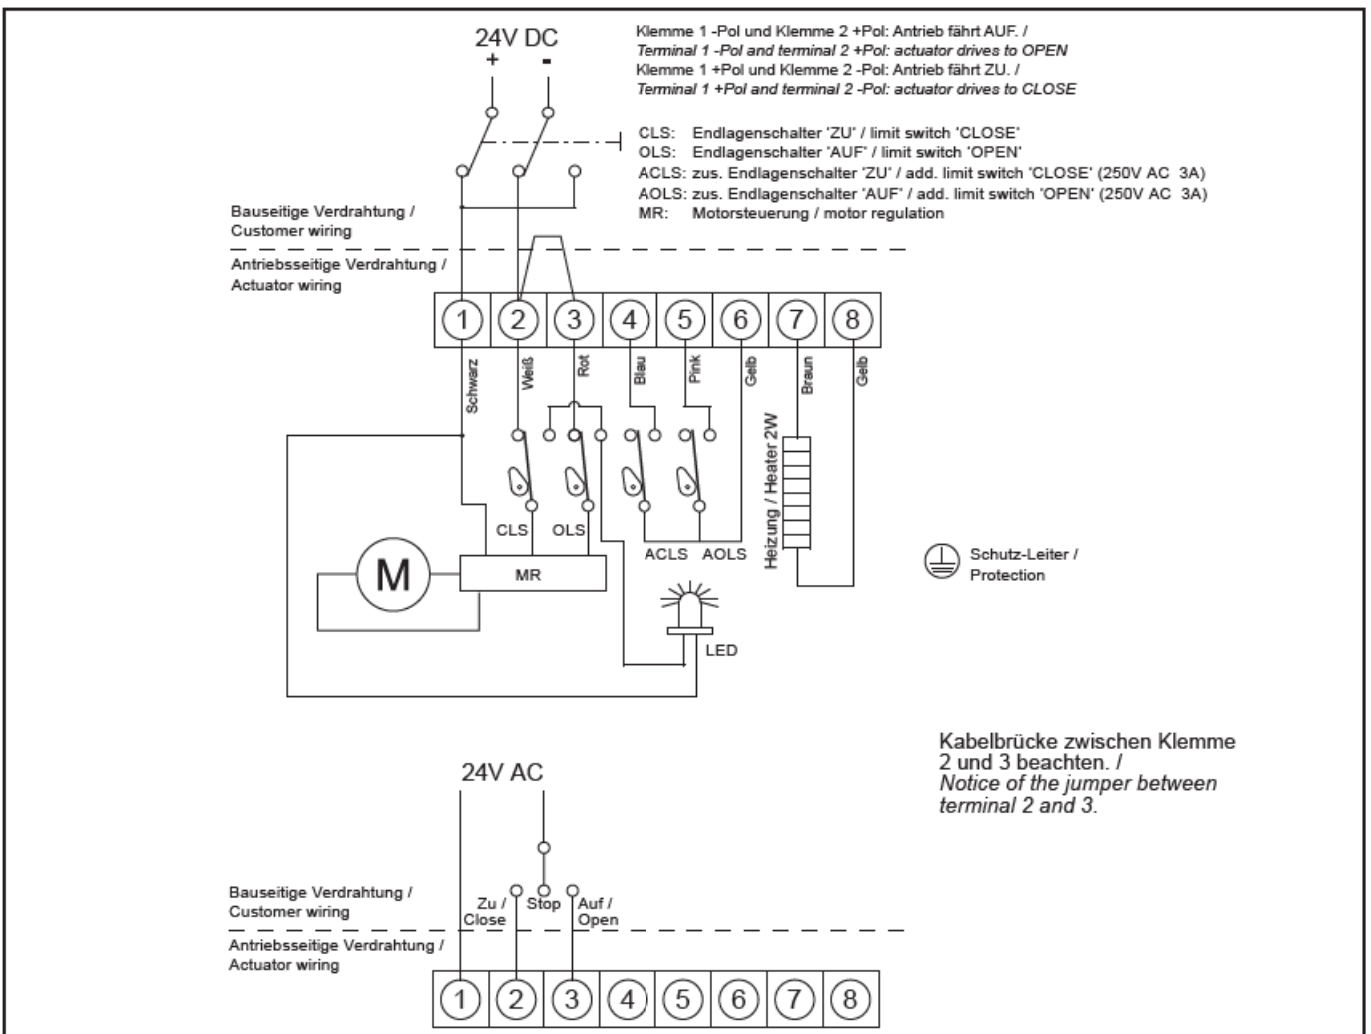 24V DC
+ -
Klemme 1 -Pol und Klemme 2 +Pol: Antrieb fährt AUF. /
Terminal 1 -Pol and terminal 2 +Pol: actuator drives to OPEN
Klemme 1 +Pol und Klemme 2 -Pol: Antrieb fährt ZU. /
Terminal 1 +Pol and terminal 2 -Pol: actuator drives to CLOSE
CLS: Endlagenschalter 'ZU' / limit switch 'CLOSE'
OLS: Endlagenschalter 'AUF' / limit switch 'OPEN'
ACLS: zus. Endlagenschalter 'ZU' / add. limit switch 'CLOSE' (250V AC 3A)
AOLS: zus. Endlagenschalter 'AUF' / add. limit switch 'OPEN' (250V AC 3A)
MR: Motorsteuerung / motor regulation
Bauseitige Verdrahtung /
Customer wiring
Antriebsseitige Verdrahtung /
Actuator wiring
1 2 3 4 5 6 7 8
Schwarz
Weiß
Rot
Blau
Pink
Gelb
Braun
Gelb
Heizung / Heater 2W
CLS OLS
ACLS AOLS
M
MR
LED
Schutz-Leiter /
Protection
Kabelbrücke zwischen Klemme
2 und 3 beachten. /
Notice of the jumper between
terminal 2 and 3.
24V AC
Bauseitige Verdrahtung /
Customer wiring
Zu /
Close
Stop
Auf /
Open
Antriebsseitige Verdrahtung /
Actuator wiring
1 2 3 4 5 6 7 8